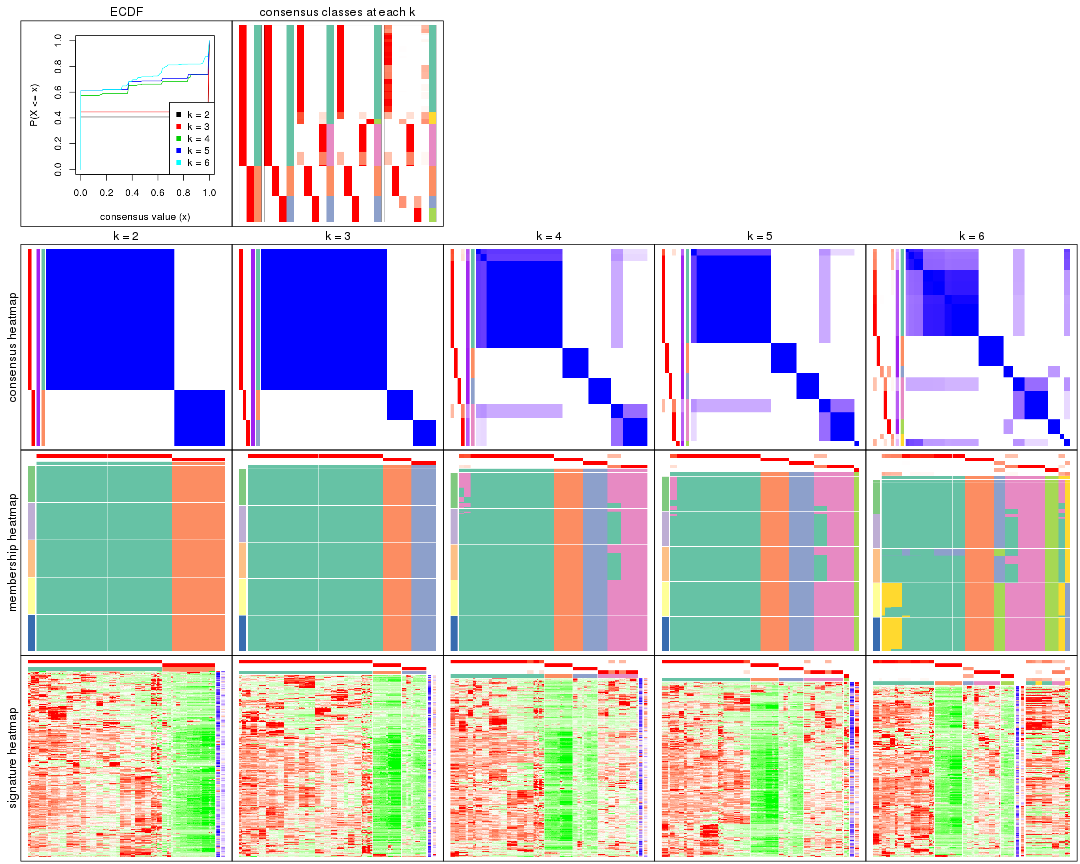 ECDF
consensus classes at each k
P(X <= x)
0.0
0.2
0.4
0.6
0.8
1.0
k = 2
k = 3
k = 4
k = 5
k = 6
0.0 0.2 0.4 0.6 0.8 1.0
consensus value (x)
k = 2
k = 3
k = 4
k = 5
k = 6
consensus heatmap
membership heatmap
signature heatmap